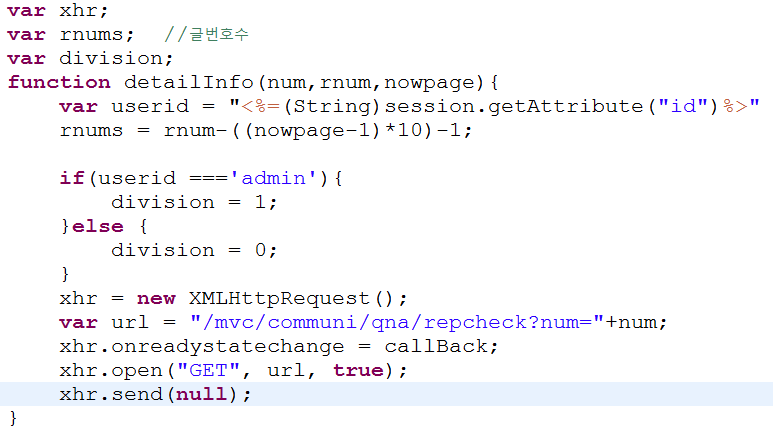 var xhr;
var rnums;  //글번호수
var division;
function detailInfo(num,rnum,nowpage){
    var userid = "<%=(String)session.getAttribute("id")%>"
    rnums = rnum-((nowpage-1)*10)-1;

    if(userid ==='admin'){
        division = 1;
    }else {
        division = 0;
    }
    xhr = new XMLHttpRequest();
    var url = "/mvc/communi/qna/repcheck?num="+num;
    xhr.onreadystatechange = callBack;
    xhr.open("GET", url, true);
    xhr.send(null);
}